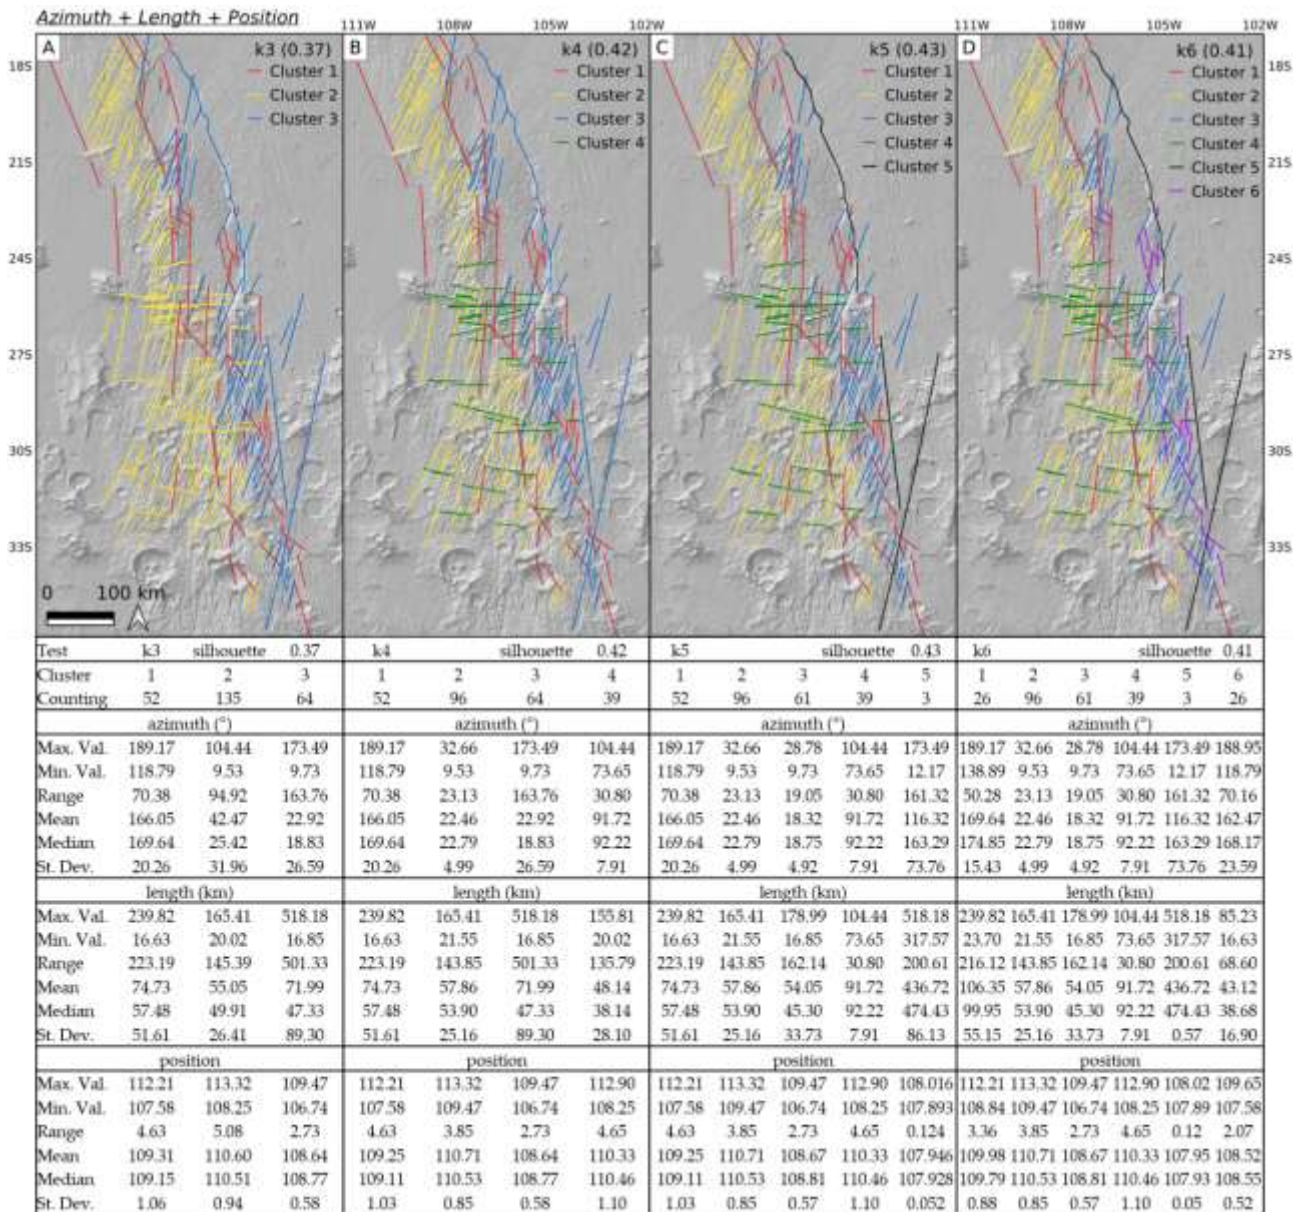 Azimuth + Length + Position
111W 108W 105W 102W 111W 108W 105W 102W
A k3 (0.37) B k4 (0.42) C k5 (0.43) D k6 (0.41)
18S Cluster 1 Cluster 1 Cluster 1 Cluster 1 18S
Cluster 2 Cluster 2 Cluster 2 Cluster 2
Cluster 3 Cluster 3 Cluster 3 Cluster 3
Cluster 4 Cluster 4 Cluster 4
21S Cluster 5 Cluster 5 21S
Cluster 6
24S 24S
27S 27S
30S 30S
33S 33S
0 100 km
Test k3 silhouette 0.37 k4 silhouette 0.42 k5 silhouette 0.43 k6 silhouette 0.41
Cluster 1 2 3 1 2 3 4 1 2 3 4 5 1 2 3 4 5 6
Counting 52 135 64 52 96 64 39 52 96 61 39 3 26 96 61 39 3 26
azimuth (°) azimuth (°) azimuth (°) azimuth (°)
Max. Val. 189.17 104.44 173.49 189.17 32.66 173.49 104.44 189.17 32.66 28.78 104.44 173.49 189.17 32.66 28.78 104.44 173.49 188.95
Min. Val. 118.79 9.53 9.73 118.79 9.53 9.73 73.65 118.79 9.53 9.73 73.65 12.17 138.89 9.53 9.73 73.65 12.17 118.79
Range 70.38 94.92 163.76 70.38 23.13 163.76 30.80 70.38 23.13 19.05 30.80 161.32 50.28 23.13 19.05 30.80 161.32 70.16
Mean 166.05 42.47 22.92 166.05 22.46 22.92 91.72 166.05 22.46 18.32 91.72 116.32 169.64 22.46 18.32 91.72 116.32 162.47
Median 169.64 25.42 18.83 169.64 22.79 18.83 92.22 169.64 22.79 18.75 92.22 163.29 174.85 22.79 18.75 92.22 163.29 168.17
St. Dev. 20.26 31.96 26.59 20.26 4.99 26.59 7.91 20.26 4.99 4.92 7.91 73.76 15.43 4.99 4.92 7.91 73.76 23.59
length (km) length (km) length (km) length (km)
Max. Val. 239.82 165.41 518.18 239.82 165.41 518.18 155.81 239.82 165.41 178.99 104.44 518.18 239.82 165.41 178.99 104.44 518.18 85.23
Min. Val. 16.63 20.02 16.85 16.63 21.55 16.85 20.02 16.63 21.55 16.85 73.65 317.57 23.70 21.55 16.85 73.65 317.57 16.63
Range 223.19 145.39 501.33 223.19 143.85 501.33 135.79 223.19 143.85 162.14 30.80 200.61 216.12 143.85 162.14 30.80 200.61 68.60
Mean 74.73 55.05 71.99 74.73 57.86 71.99 48.14 74.73 57.86 54.05 91.72 436.72 106.35 57.86 54.05 91.72 436.72 43.12
Median 57.48 49.91 47.33 57.48 53.90 47.33 38.14 57.48 53.90 45.30 92.22 474.43 99.95 53.90 45.30 92.22 474.43 38.68
St. Dev. 51.61 26.41 89.30 51.61 25.16 89.30 28.10 51.61 25.16 33.73 7.91 86.13 55.15 25.16 33.73 7.91 0.57 16.90
position position position position
Max. Val. 112.21 113.32 109.47 112.21 113.32 109.47 112.90 112.21 113.32 109.47 112.90 108.016 112.21 113.32 109.47 112.90 108.02 109.65
Min. Val. 107.58 108.25 106.74 107.58 109.47 106.74 108.25 107.58 109.47 106.74 108.25 107.893 108.84 109.47 106.74 108.25 107.89 107.58
Range 4.63 5.08 2.73 4.63 3.85 2.73 4.65 4.63 3.85 2.73 4.65 0.124 3.36 3.85 2.73 4.65 0.12 2.07
Mean 109.31 110.60 108.64 109.25 110.71 108.64 110.33 109.25 110.71 108.67 110.33 107.946 109.98 110.71 108.67 110.33 107.95 108.52
Median 109.15 110.51 108.77 109.11 110.53 108.77 110.46 109.11 110.53 108.81 110.46 107.928 109.79 110.53 108.81 110.46 107.93 108.55
St. Dev. 1.06 0.94 0.58 1.03 0.85 0.58 1.10 1.03 0.85 0.57 1.10 0.052 0.88 0.85 0.57 1.10 0.05 0.52